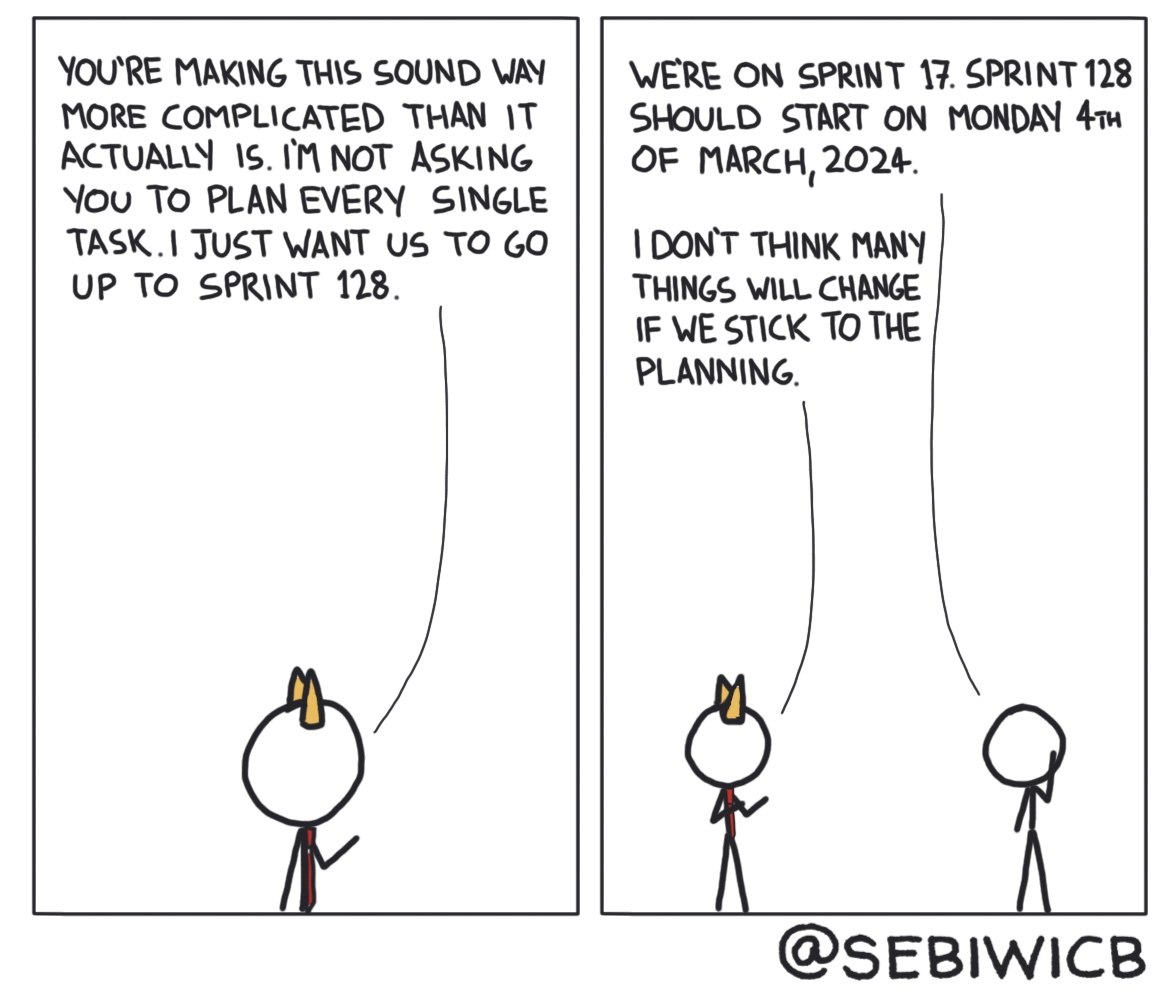 YOU'RE MAKING THIS SOUND WAY
MORE COMPLICATED THAN IT
ACTUALLY IS. I'M NOT ASKING
YOU TO PLAN EVERY SINGLE
TASK. I JUST WANT US TO GO
UP TO SPRINT 128.
WE'RE ON SPRINT 17. SPRINT 128
SHOULD START ON MONDAY 4TH
OF MARCH, 2024.
I DON'T THINK MANY
THINGS WILL CHANGE
IF WE STICK TO THE
PLANNING.
@SEBIWICB